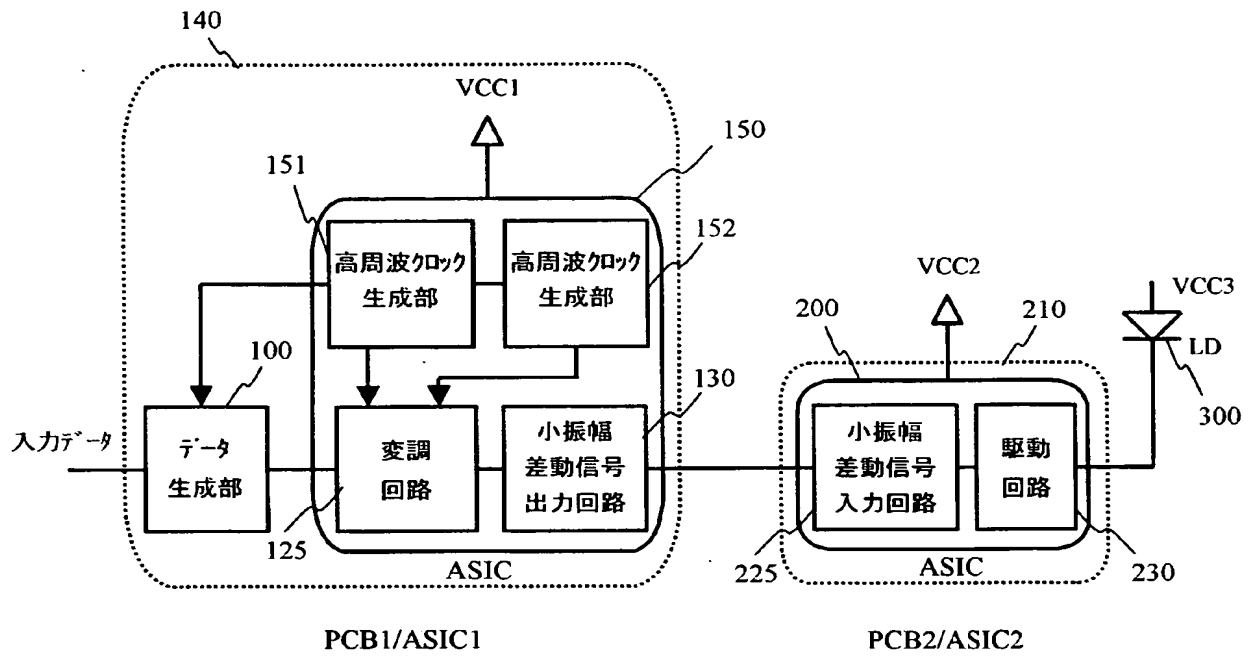 140
VCC1
150
151
152
高周波クロック
生成部
高周波クロック
生成部
VCC2
VCC3
200
210
LD
100
130
300
入力データ
データ
生成部
変調
回路
小振幅
差動信号
出力回路
小振幅
差動信号
入力回路
駆動
回路
125
ASIC
225
ASIC
230
PCB1/ASIC1
PCB2/ASIC2